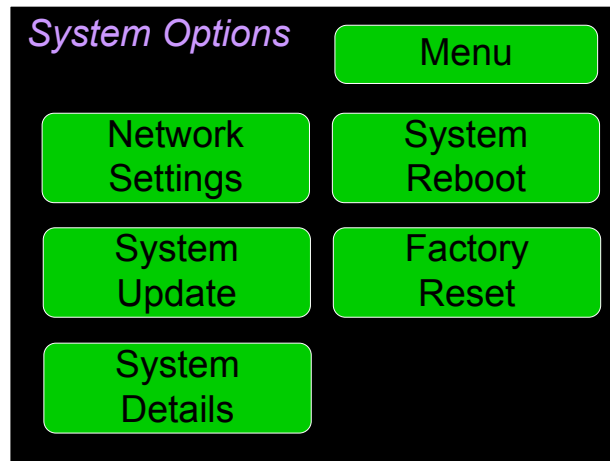 System Options
Menu
Network
Settings
System
Reboot
System
Update
Factory
Reset
System
Details